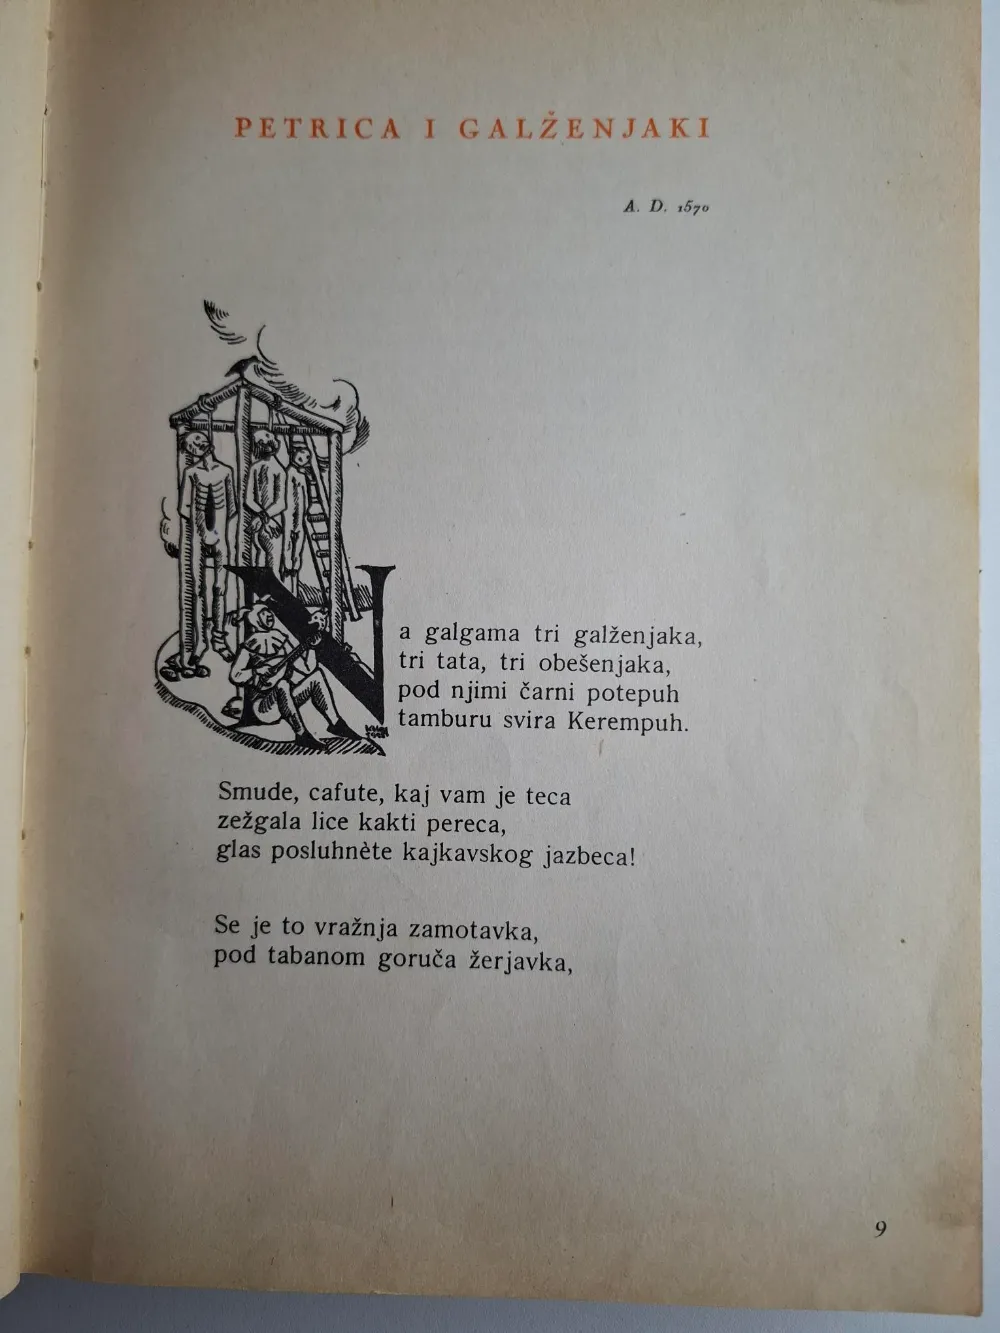 PETRICA I GALŽENJAKI
A. D. 1570
Na galgama tri galženjaka,
tri tata, tri obešenjaka,
pod njimi čarni potepuh
tamburu svira Kerempuh.
Smude, cafute, kaj vam je teca
zežgala lice kakti pereca,
glas posluhnète kajkavskog jazbeca!
Se je to vražnja zamotavka,
pod tabanom goruča žerjavka,
9